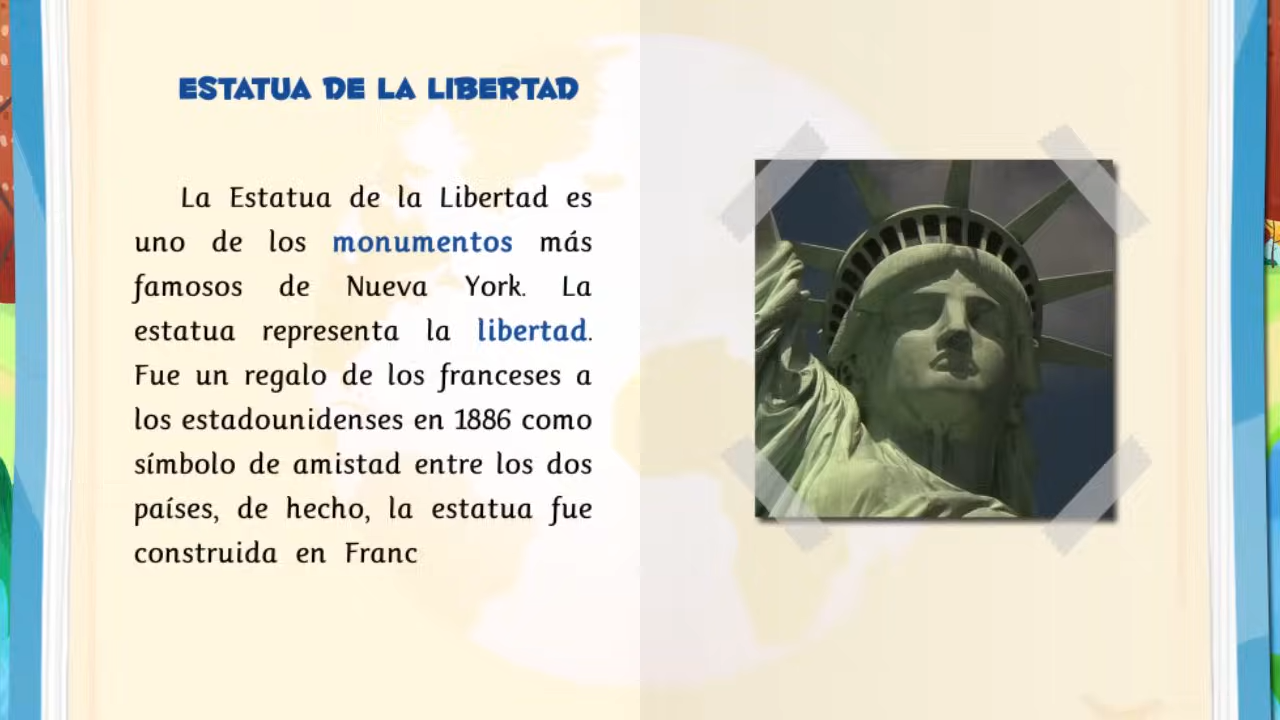 ESTATUA DE LA LIBERTAD
La Estatua de la Libertad es
uno de los monumentos más
famosos de Nueva York. La
estatua representa la libertad.
Fue un regalo de los franceses a
los estadounidenses en 1886 como
símbolo de amistad entre los dos
países, de hecho, la estatua fue
construida en Franc